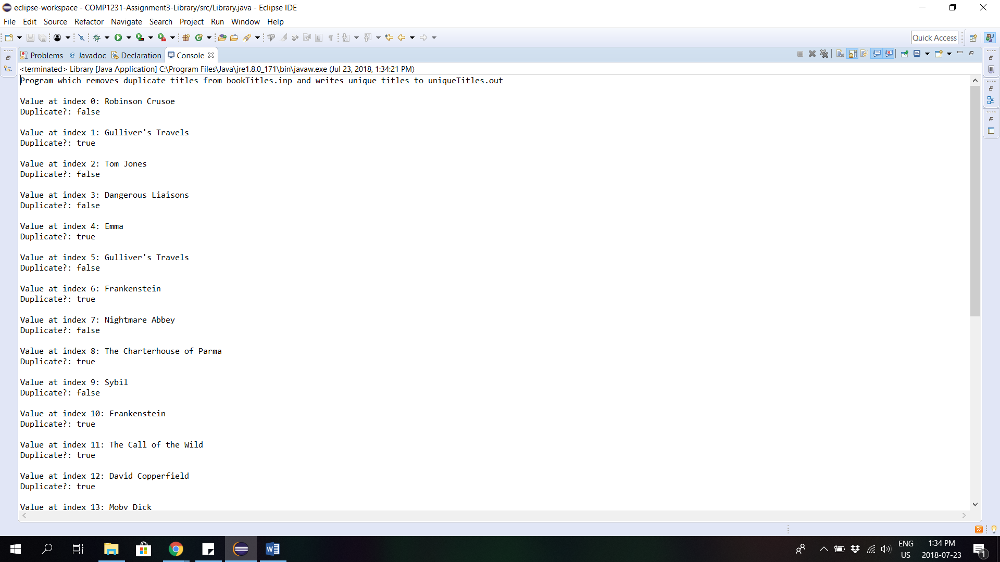 eclipse-workspace - COMP1231-Assignment3-Library/src/Library.java - Eclipse IDE
File Edit Source Refactor Navigate Search Project Run Window Help
Quick Access
Problems @ Javadoc Declaration Console
<terminated> Library [Java Application] C:\Program Files\Java\jre1.8.0_171\bin\javaw.exe (Jul 23, 2018, 1:34:21 PM)
Program which removes duplicate titles from bookTitles.inp and writes unique titles to uniqueTitles.out
Value at index 0: Robinson Crusoe
Duplicate?: false
Value at index 1: Gulliver's Travels
Duplicate?: true
Value at index 2: Tom Jones
Duplicate?: false
Value at index 3: Dangerous Liaisons
Duplicate?: false
Value at index 4: Emma
Duplicate?: true
Value at index 5: Gulliver's Travels
Duplicate?: false
Value at index 6: Frankenstein
Duplicate?: true
Value at index 7: Nightmare Abbey
Duplicate?: false
Value at index 8: The Charterhouse of Parma
Duplicate?: true
Value at index 9: Sybil
Duplicate?: false
Value at index 10: Frankenstein
Duplicate?: true
Value at index 11: The Call of the Wild
Duplicate?: true
Value at index 12: David Copperfield
Duplicate?: true
Value at index 13: Moby Dick
ENG 1:34 PM
US 2018-07-23 1